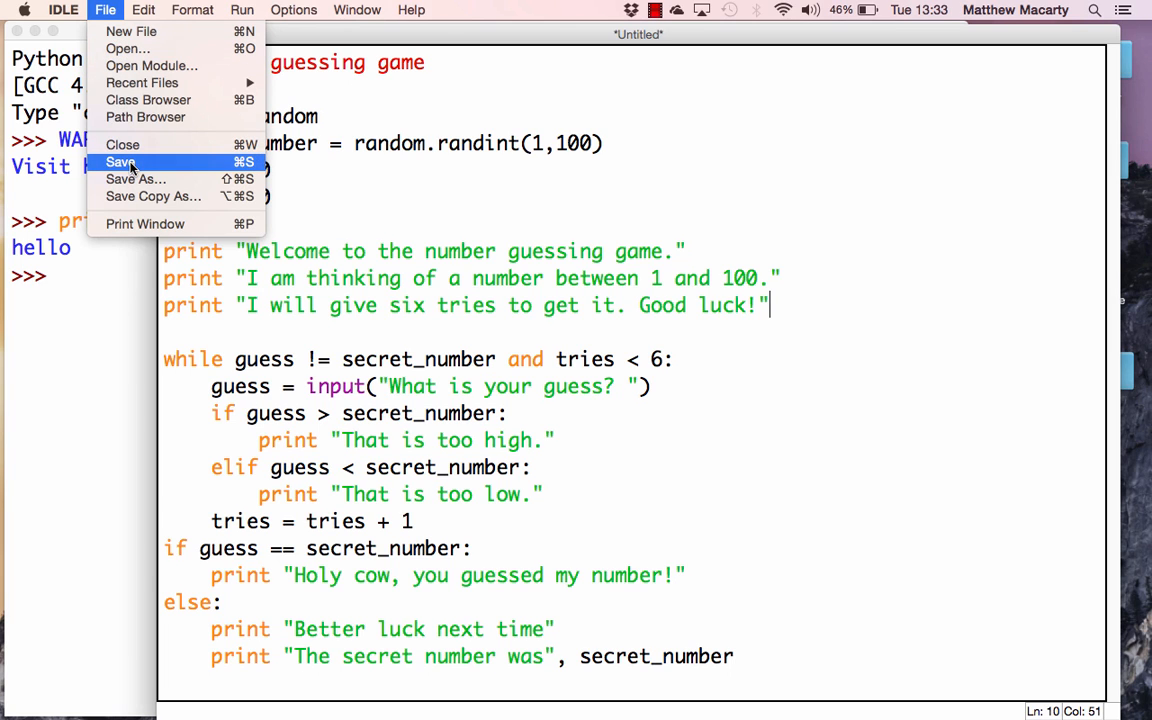 IDLE File Edit Format Run Options Window Help 46% Tue 13:33 Matthew Macarty
*Untitled*
New File ⌘N
Open... ⌘O
Open Module...
Recent Files ▶
Class Browser ⌘B
Path Browser
Close ⌘W
Save ⌘S
Save As... ⇧⌘S
Save Copy As... ⌥⌘S
Print Window ⌘P
Python
[GCC 4
Type "
>>>
Visit
>>>
hello
>>>
guessing game
= random.randint(1,100)
print "Welcome to the number guessing game."
print "I am thinking of a number between 1 and 100."
print "I will give six tries to get it. Good luck!"
while guess != secret_number and tries < 6:
guess = input("What is your guess? ")
if guess > secret_number:
print "That is too high."
elif guess < secret_number:
print "That is too low."
tries = tries + 1
if guess == secret_number:
print "Holy cow, you guessed my number!"
else:
print "Better luck next time"
print "The secret number was", secret_number
Ln: 10 Col: 51